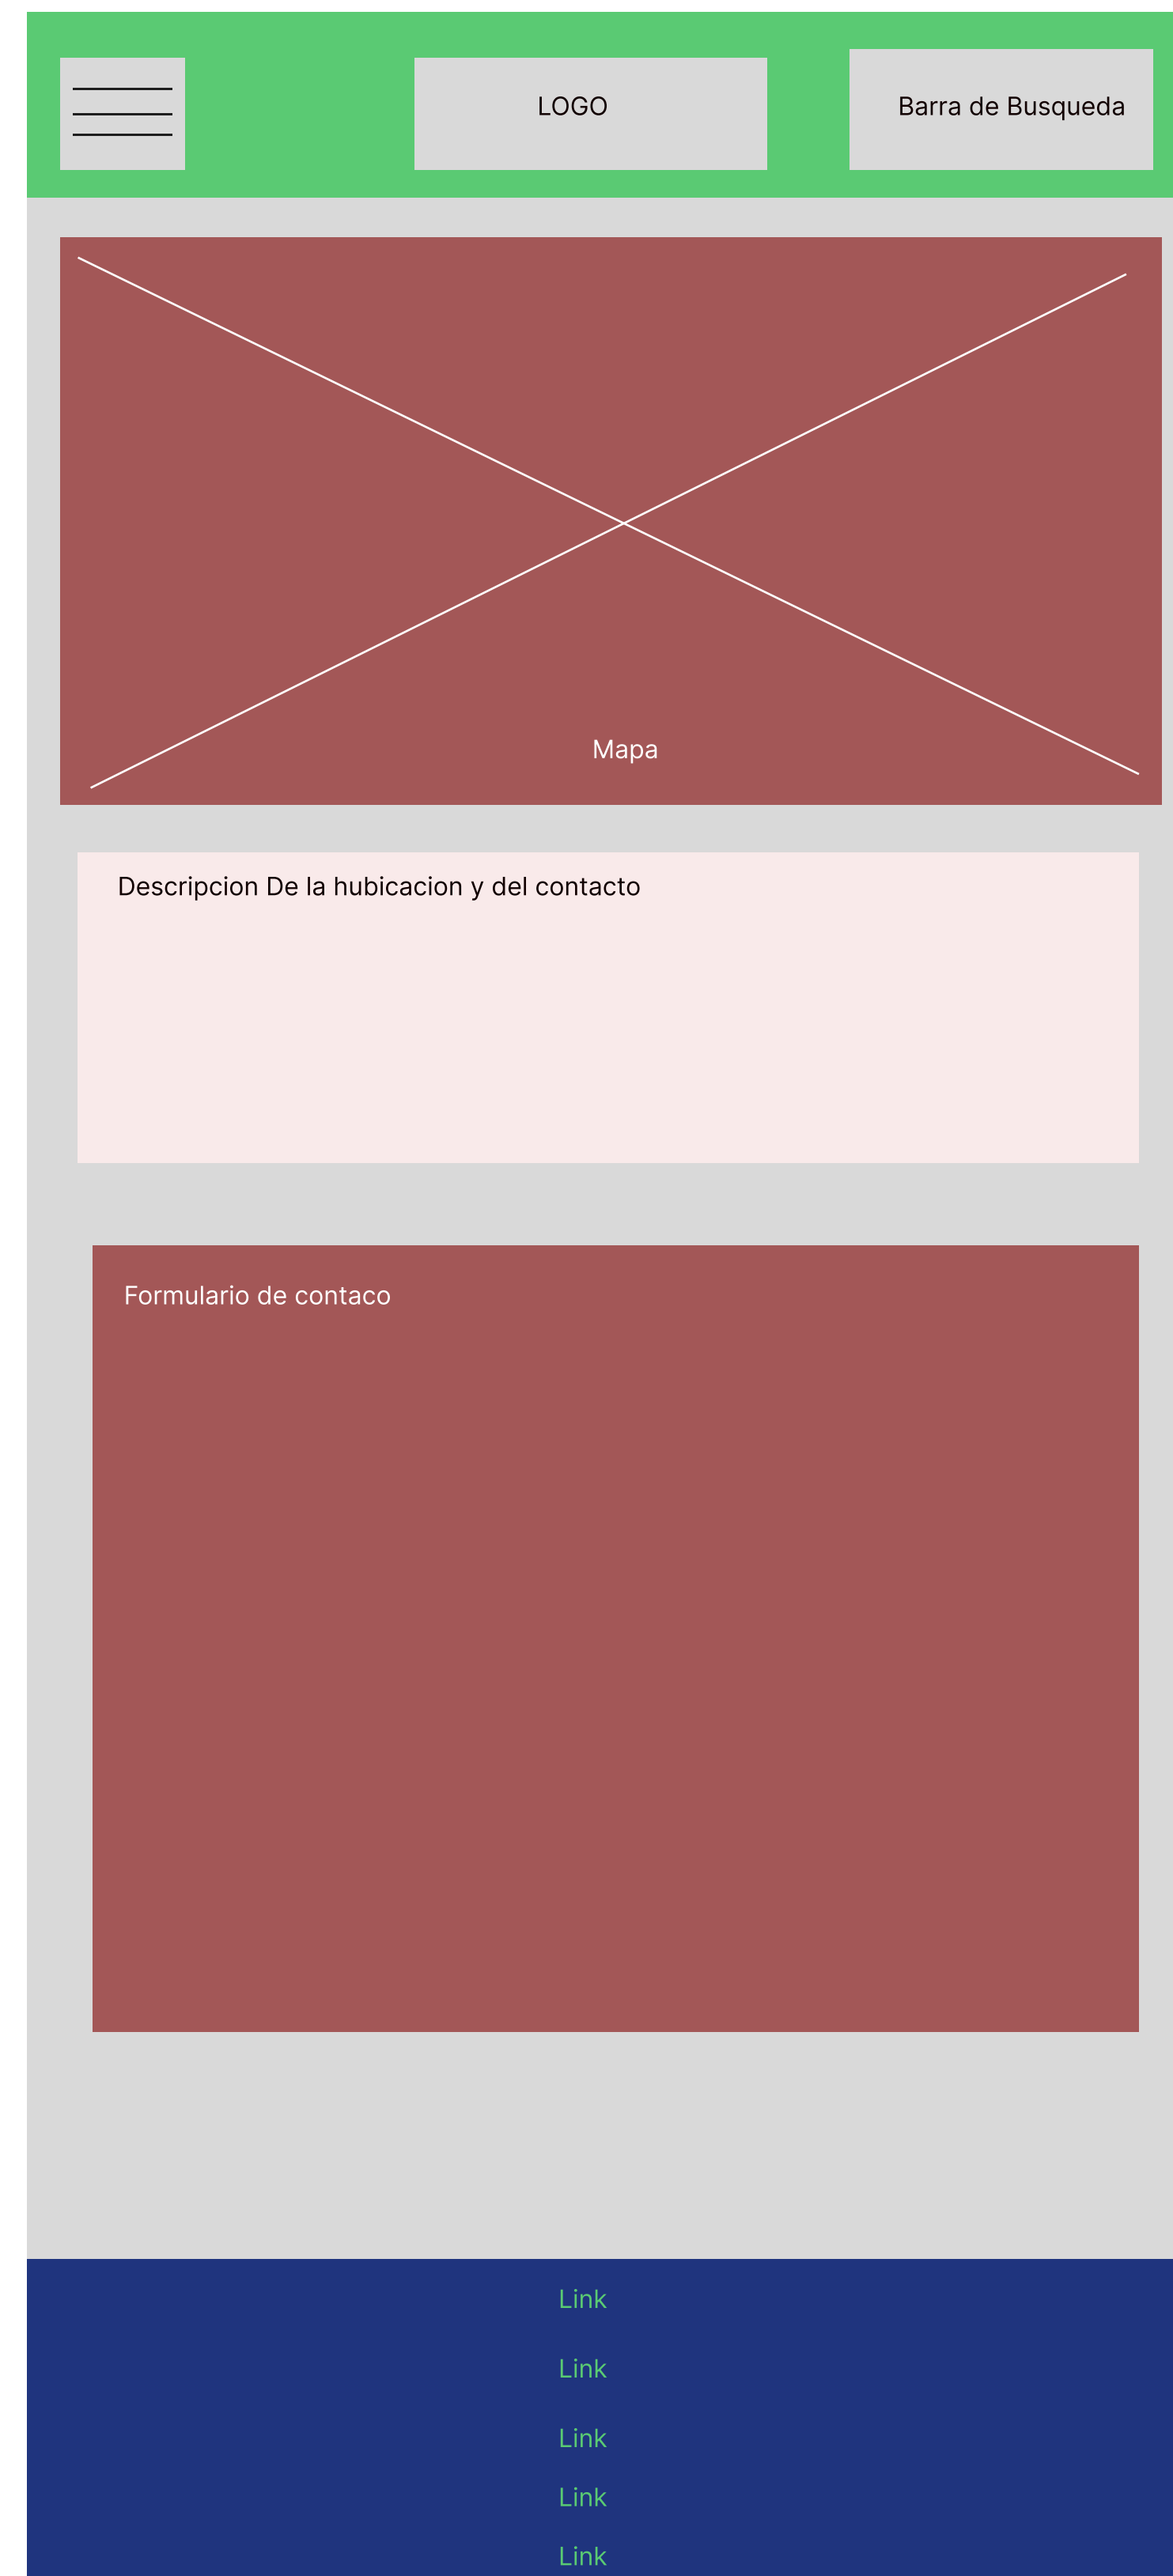 LOGO
Barra de Busqueda
Mapa
Descripcion De la hubicacion y del contacto
Formulario de contaco
Link
Link
Link
Link
Link